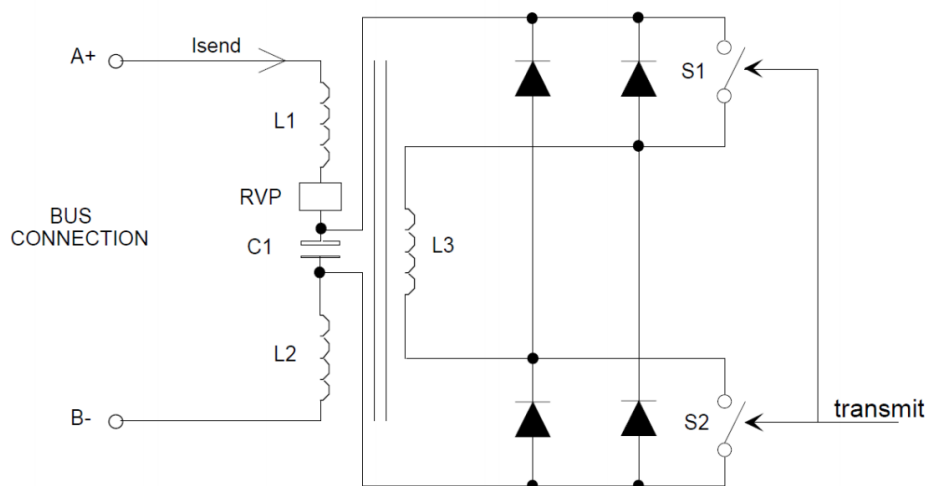 A+
Isend
S1
L1
RVP
BUS
CONNECTION
C1
L3
L2
S2
transmit
B-